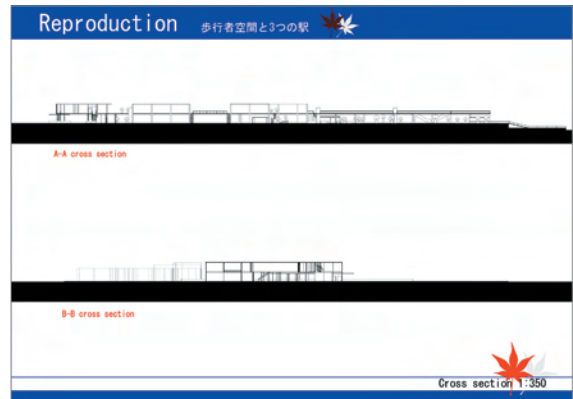 Reproduction 歩行者空間と3つの駅
A-A cross section
B-B cross section
Cross section 1:350